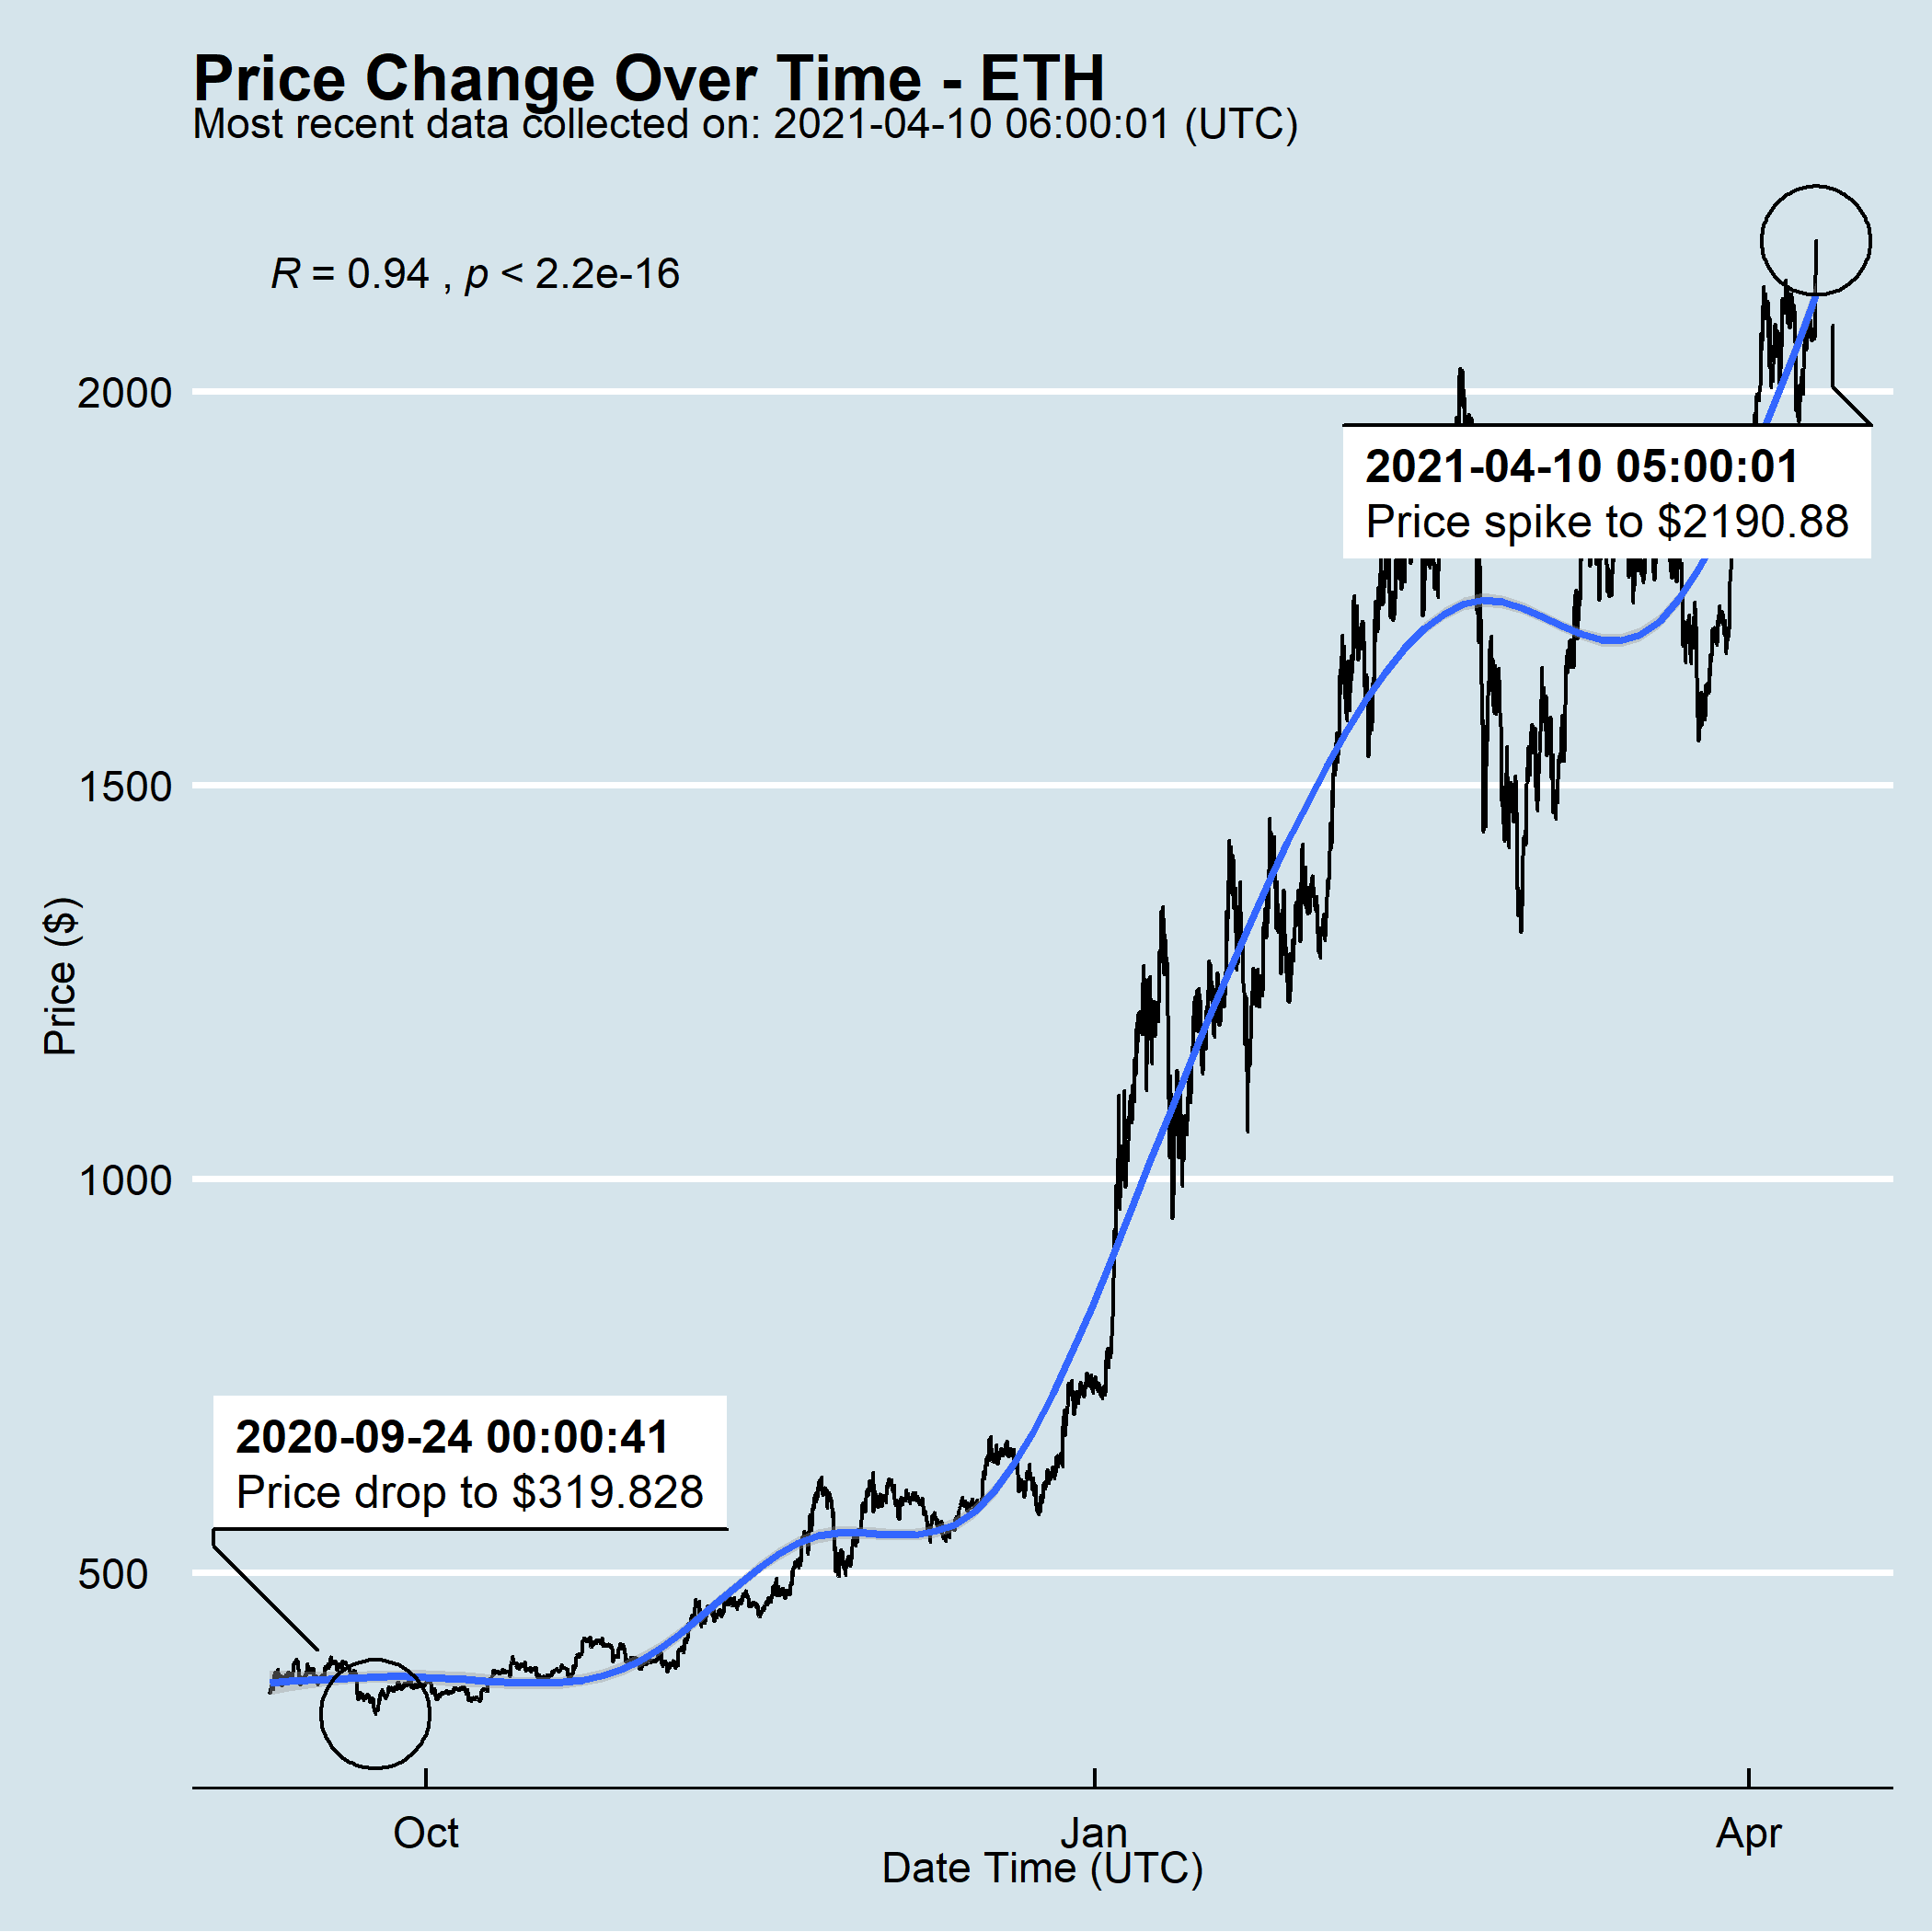 Price Change Over Time - ETH
Most recent data collected on: 2021-04-10 06:00:01 (UTC)
R = 0.94 , p < 2.2e-16
2000
2021-04-10 05:00:01
Price spike to $2190.88
1500
Price ($)
1000
2020-09-24 00:00:41
Price drop to $319.828
500
Oct Jan Apr
Date Time (UTC)